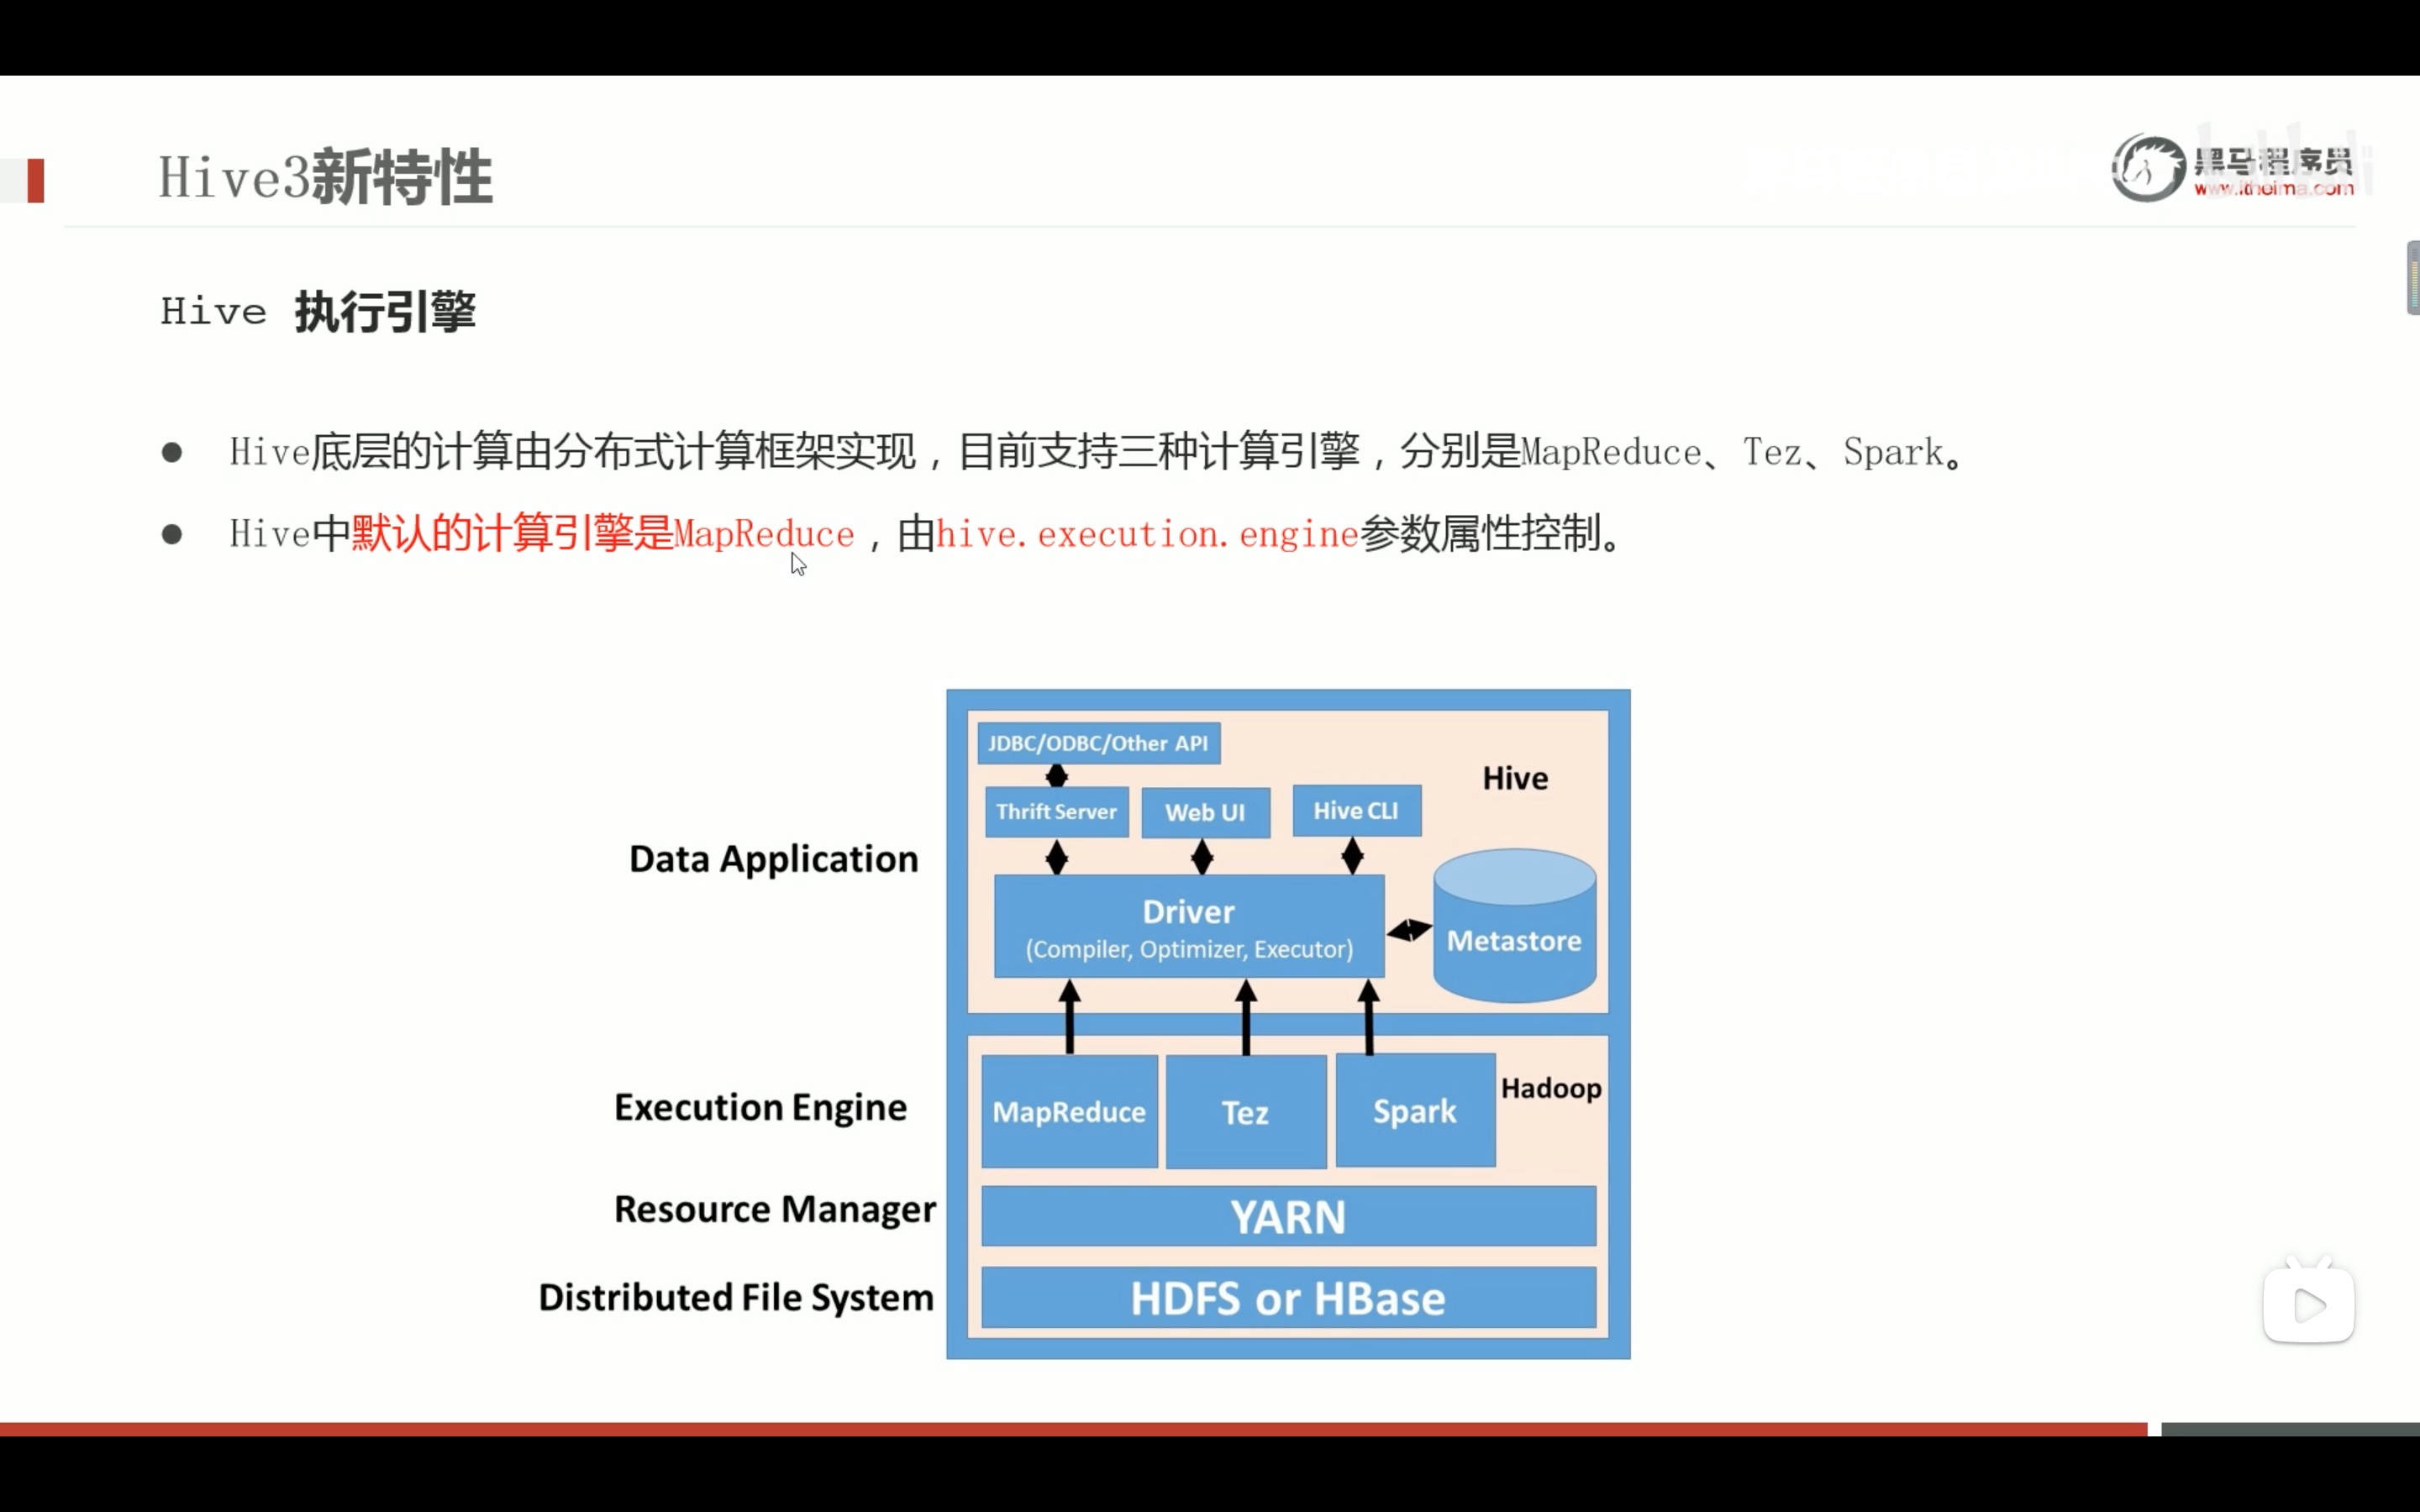 Hive3新特性
黑马程序员
www.itheima.com
Hive 执行引擎
Hive底层的计算由分布式计算框架实现，目前支持三种计算引擎，分别是MapReduce、Tez、Spark。
Hive中默认的计算引擎是MapReduce，由hive.execution.engine参数属性控制。
JDBC/ODBC/Other API
Hive
Thrift Server
Web UI
Hive CLI
Data Application
Driver
(Compiler, Optimizer, Executor)
Metastore
Execution Engine
MapReduce
Tez
Spark
Hadoop
Resource Manager
YARN
Distributed File System
HDFS or HBase